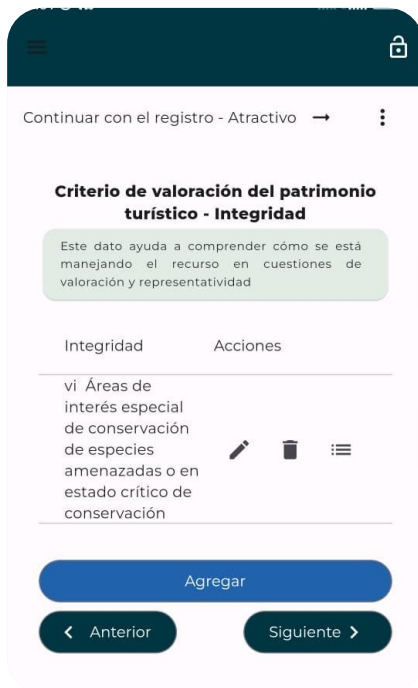 Continuar con el registro - Atractivo →
Criterio de valoración del patrimonio
turístico - Integridad
Este dato ayuda a comprender cómo se está
manejando el recurso en cuestiones de
valoración y representatividad
Integridad Acciones
vi Áreas de
interés especial
de conservación
de especies
amenazadas o en
estado crítico de
conservación
Agregar
Anterior Siguiente